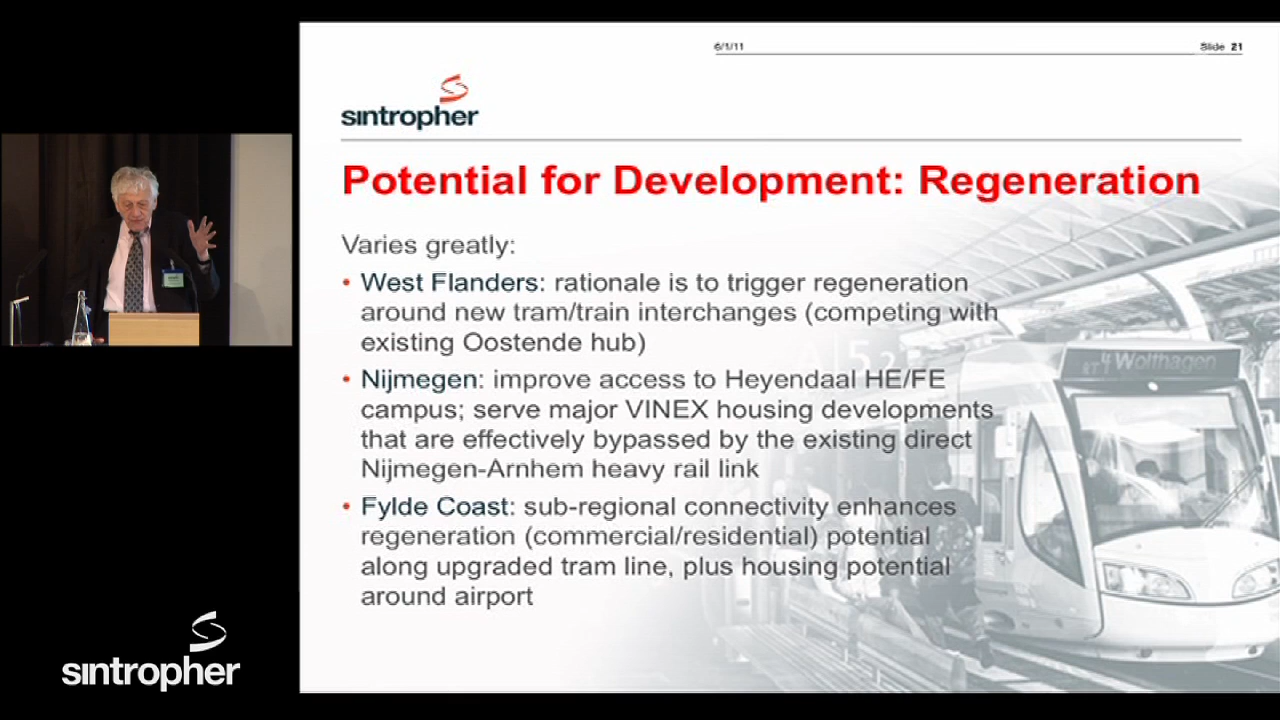 6/1/11
Slide 21
sintropher
Potential for Development: Regeneration
Varies greatly:
• West Flanders: rationale is to trigger regeneration
around new tram/train interchanges (competing with
existing Oostende hub)
• Nijmegen: improve access to Heyendaal HE/FE
campus; serve major VINEX housing developments
that are effectively bypassed by the existing direct
Nijmegen-Arnhem heavy rail link
• Fylde Coast: sub-regional connectivity enhances
regeneration (commercial/residential) potential
along upgraded tram line, plus housing potential
around airport
Wolfhagen
sintropher